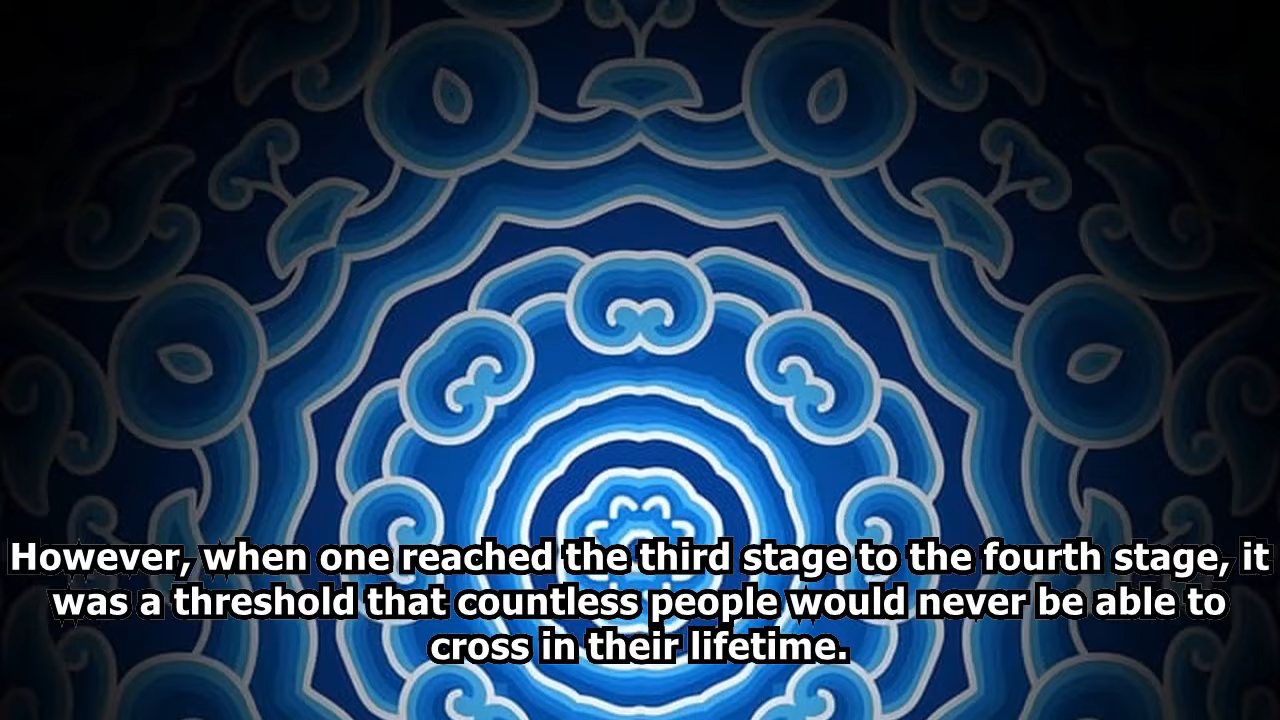 However, when one reached the third stage to the fourth stage, it
was a threshold that countless people would never be able to
cross in their lifetime.